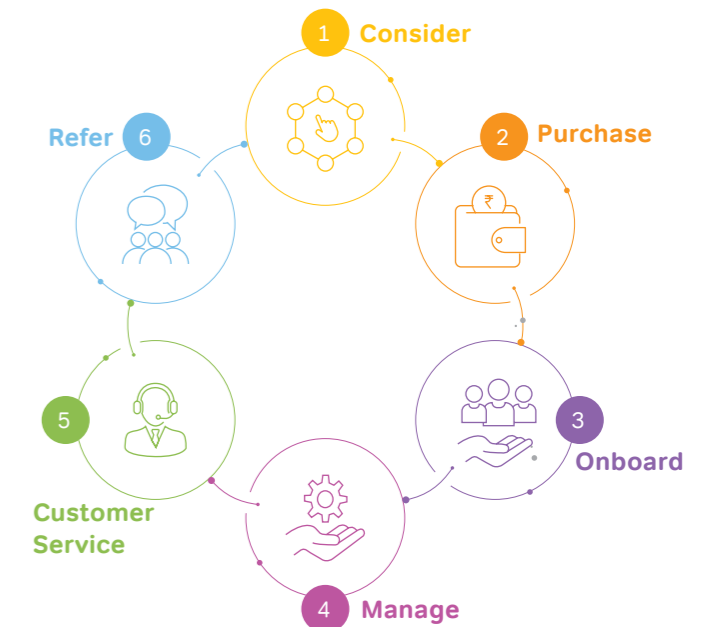 1
Consider
2
Purchase
₹
3
Onboard
4
Manage
5
Customer
Service
6
Refer